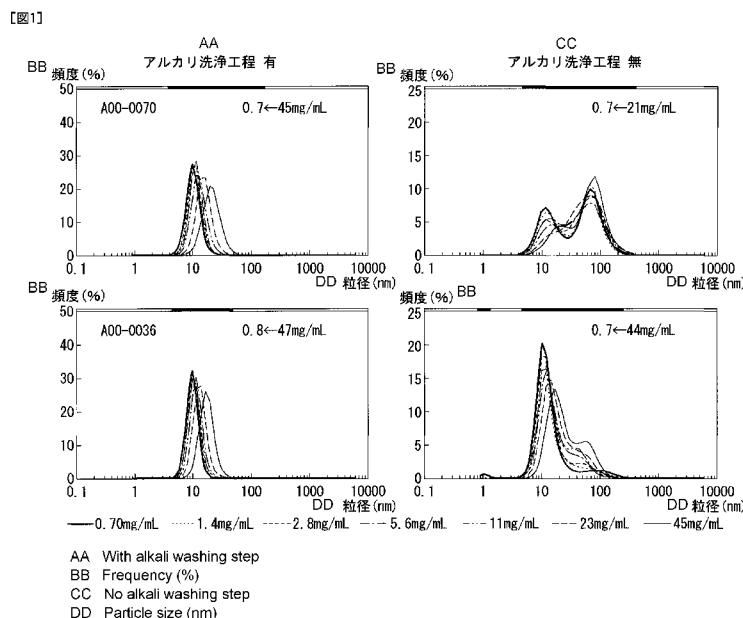 [図1]
AA
アルカリ洗浄工程 有
BB 頻度(%)
50
40
30
20
10
0
A00-0070
0.7←45mg/mL
0.1 1 10 100 1000 10000
DD 粒径(nm)
CC
アルカリ洗浄工程 無
BB 頻度(%)
25
20
15
10
5
0
0.7←21mg/mL
0.1 1 10 100 1000 10000
DD 粒径(nm)
BB 頻度(%)
50
40
30
20
10
0
A00-0036
0.8←47mg/mL
0.1 1 10 100 1000 10000
DD 粒径(nm)
頻度(%) BB
25
20
15
10
5
0
0.7←44mg/mL
0.1 1 10 100 1000 10000
DD 粒径(nm)
0.70mg/mL 1.4mg/mL 2.8mg/mL 5.6mg/mL 11mg/mL 23mg/mL 45mg/mL
AA With alkali washing step
BB Frequency (%)
CC No alkali washing step
DD Particle size (nm)